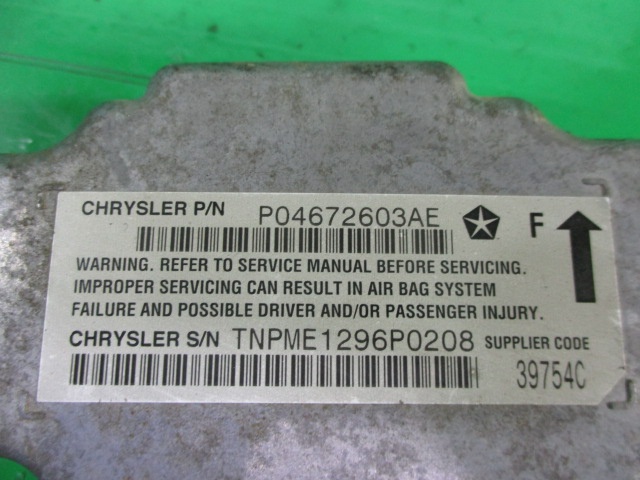 CHRYSLER P/N P04672603AE F
WARNING. REFER TO SERVICE MANUAL BEFORE SERVICING.
IMPROPER SERVICING CAN RESULT IN AIR BAG SYSTEM
FAILURE AND POSSIBLE DRIVER AND/OR PASSENGER INJURY.
CHRYSLER S/N TNPME1296P0208 SUPPLIER CODE
39754C